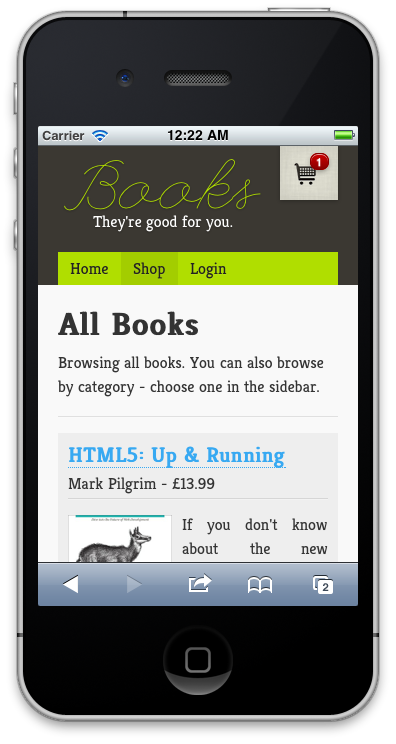 Carrier 12:22 AM
1
Books
They're good for you.
Home Shop Login
All Books
Browsing all books. You can also browse
by category - choose one in the sidebar.
HTML5: Up & Running
Mark Pilgrim - £13.99
If you don't know
about the new
2